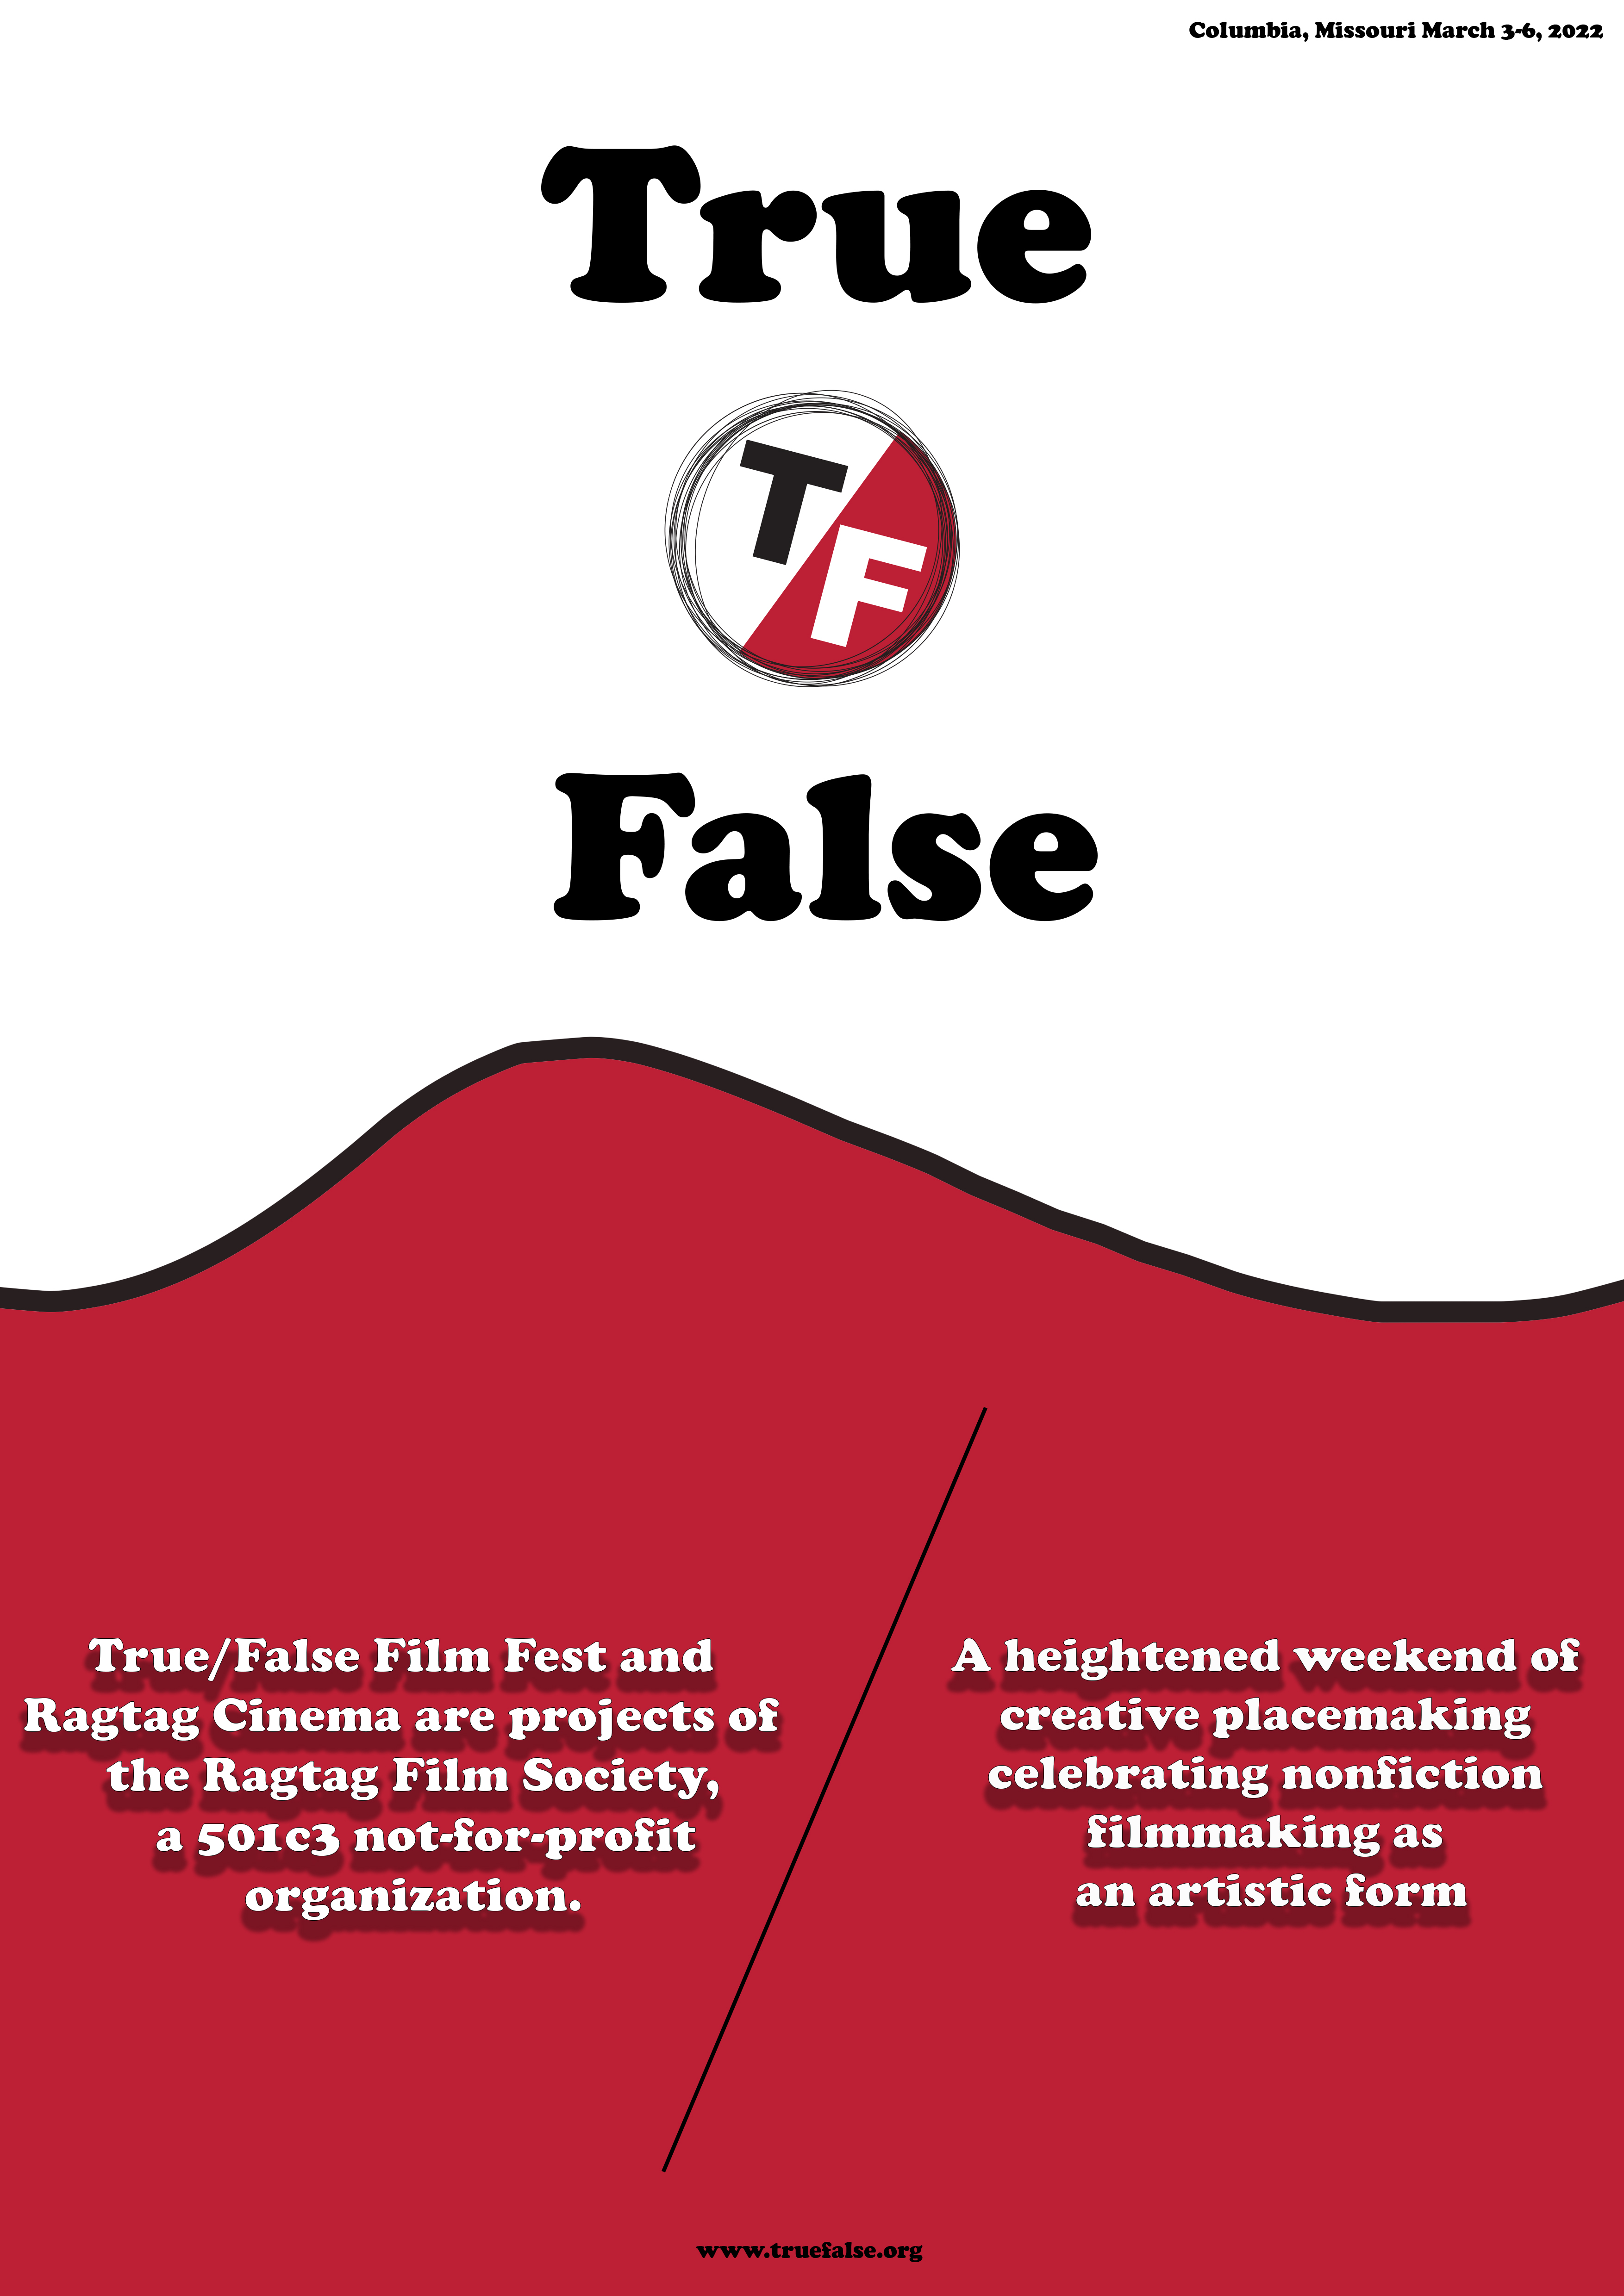 Columbia, Missouri March 3-6, 2022
True
T/F
False
True/False Film Fest and
Ragtag Cinema are projects of
the Ragtag Film Society,
a 501c3 not-for-profit
organization.
A heightened weekend of
creative placemaking
celebrating nonfiction
filmmaking as
an artistic form
www.truefalse.org